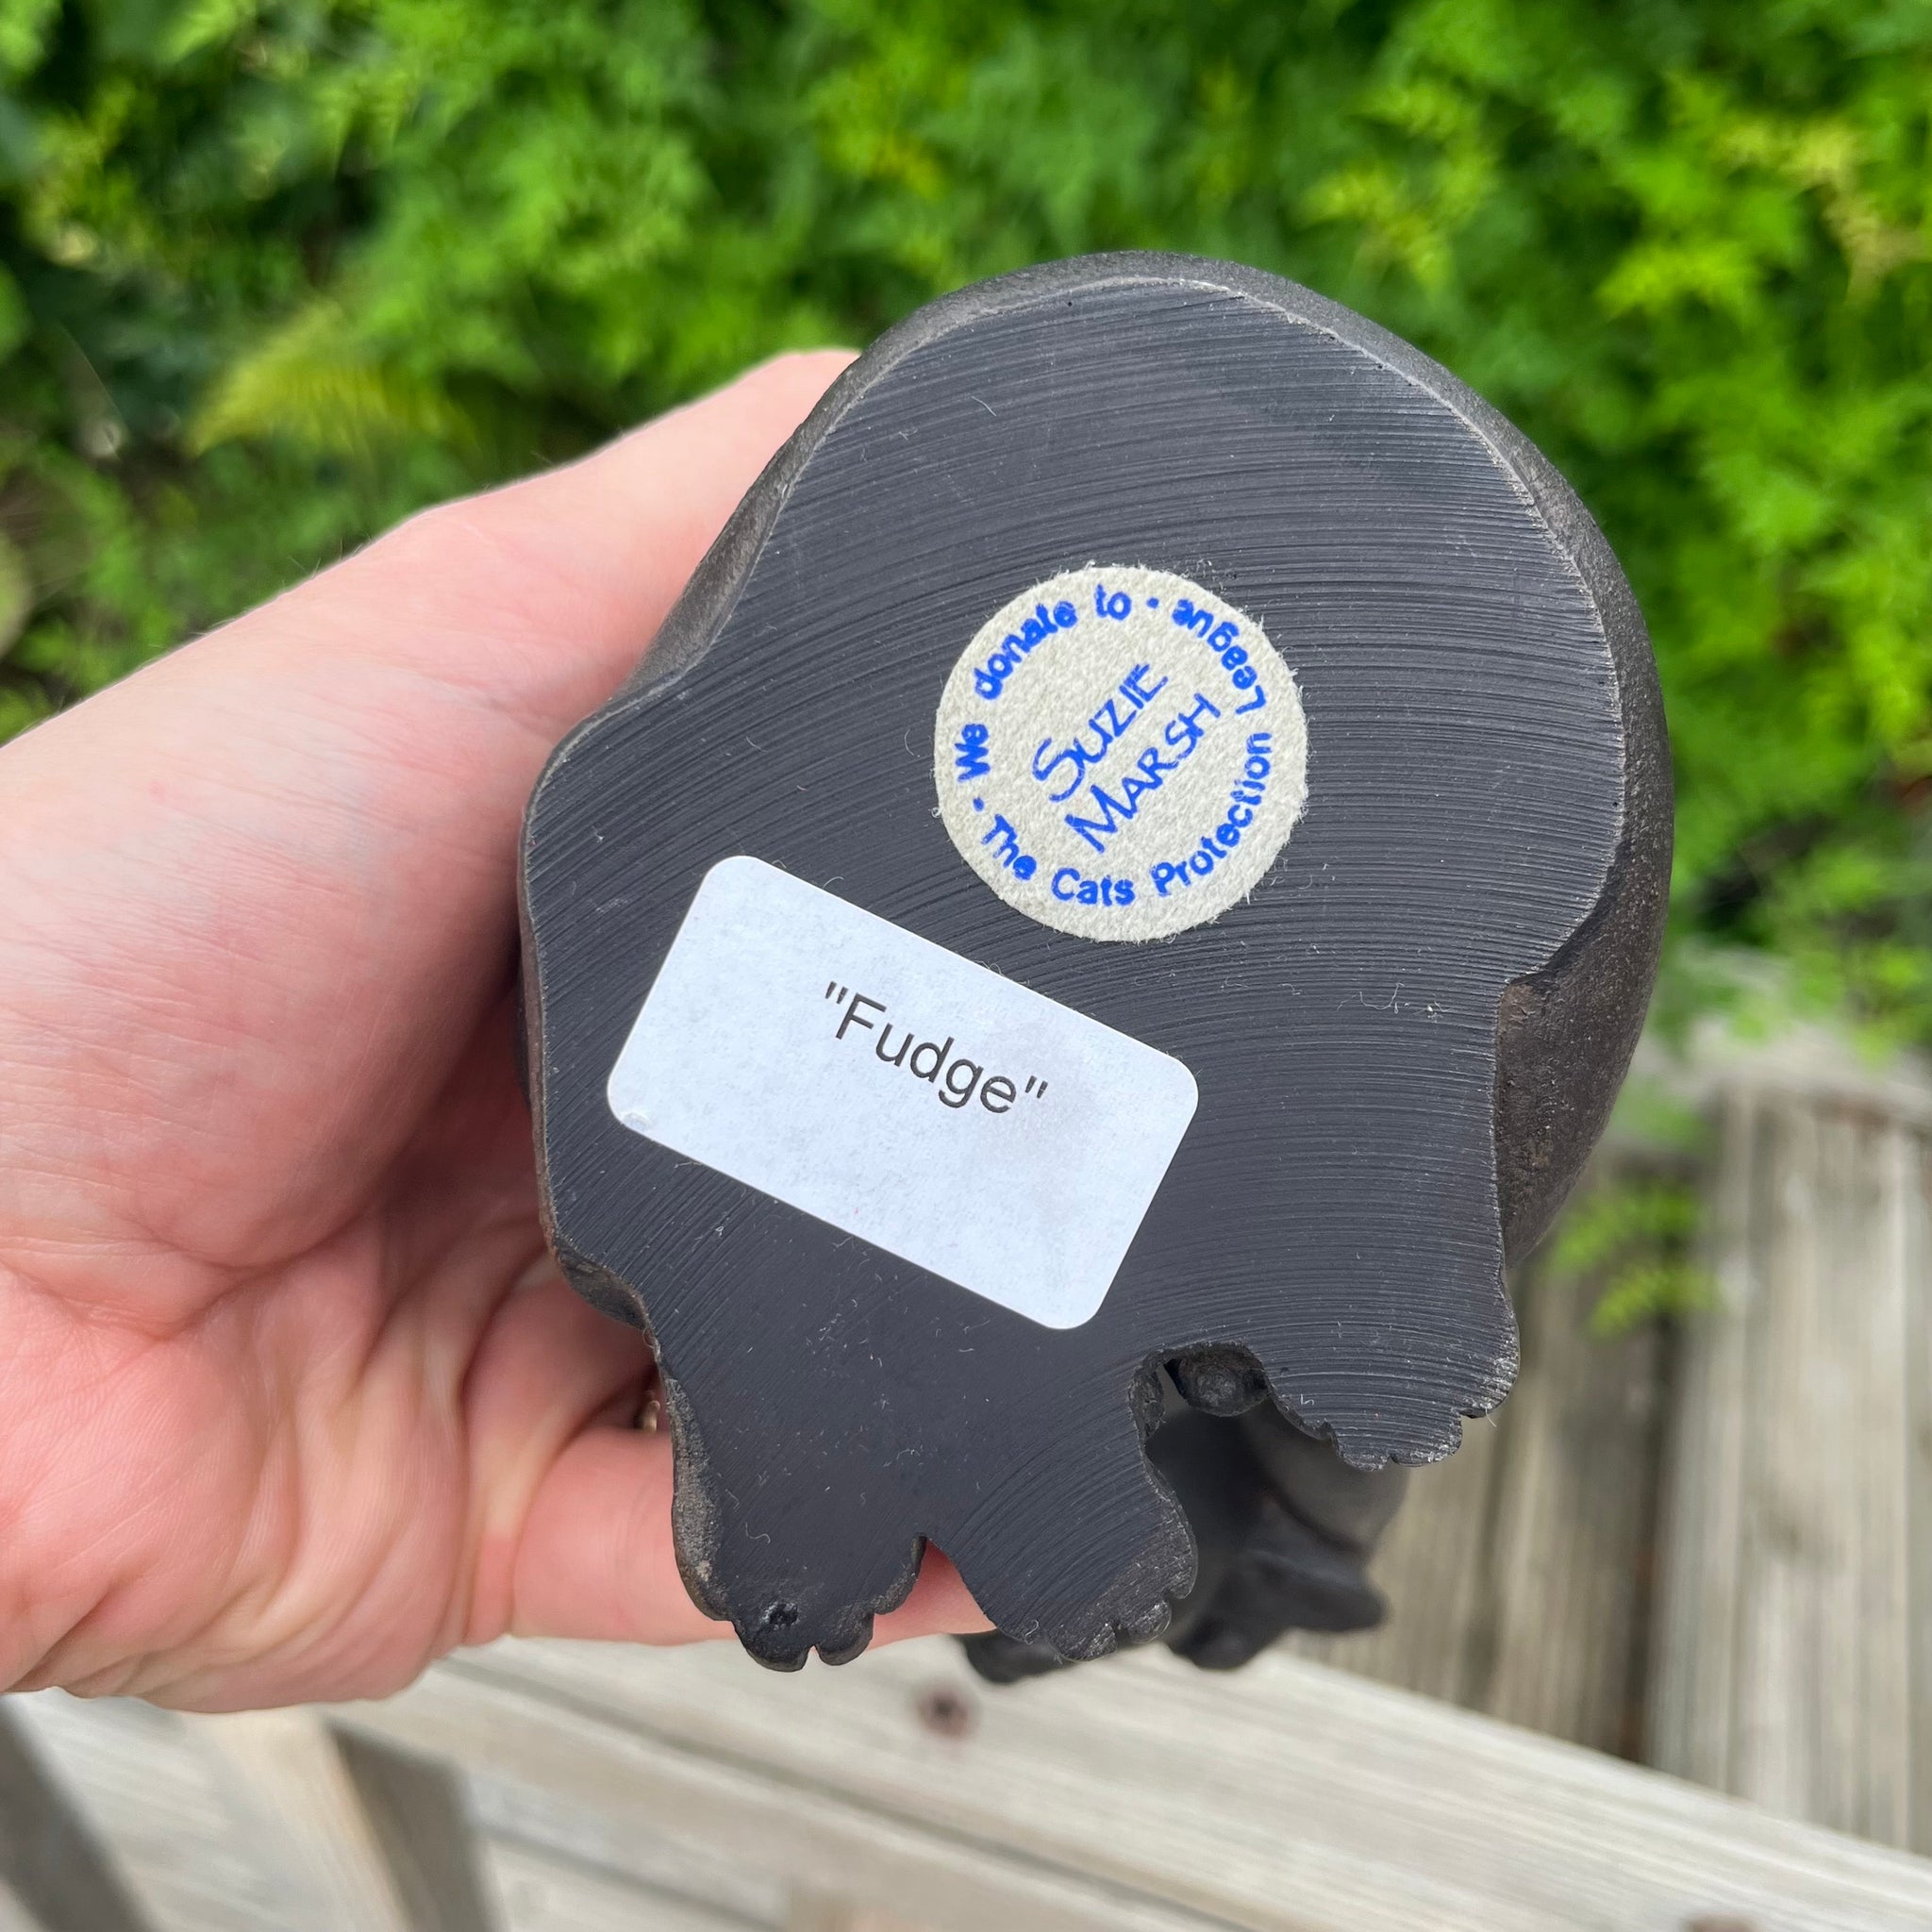 We donate to · The Cats Protection League ·
SUZIE
MARSH
"Fudge"